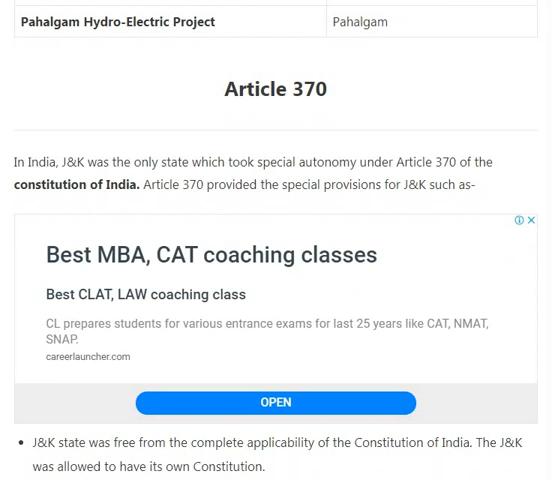 Pahalgam Hydro-Electric Project Pahalgam
Article 370
In India, J&K was the only state which took special autonomy under Article 370 of the
constitution of India. Article 370 provided the special provisions for J&K such as-
Best MBA, CAT coaching classes
Best CLAT, LAW coaching class
CL prepares students for various entrance exams for last 25 years like CAT, NMAT,
SNAP.
careerlauncher.com
OPEN
• J&K state was free from the complete applicability of the Constitution of India. The J&K
was allowed to have its own Constitution.